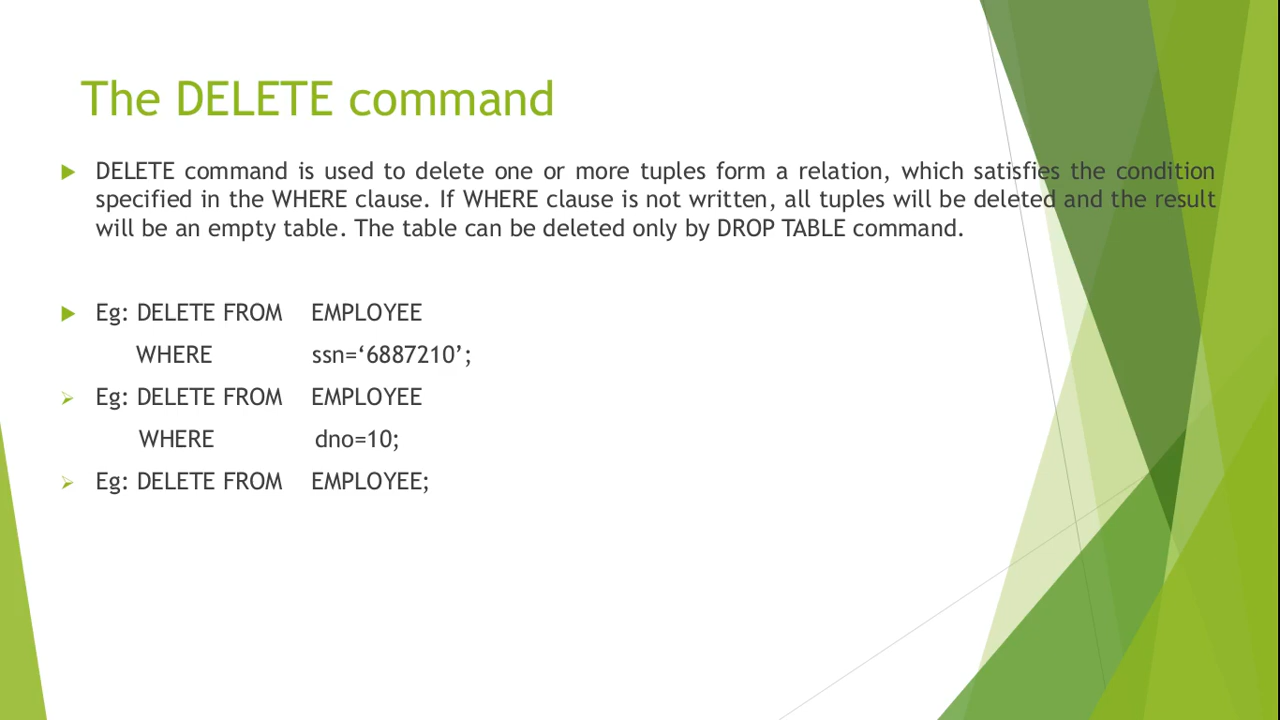 The DELETE command
DELETE command is used to delete one or more tuples form a relation, which satisfies the condition
specified in the WHERE clause. If WHERE clause is not written, all tuples will be deleted and the result
will be an empty table. The table can be deleted only by DROP TABLE command.
Eg: DELETE FROM EMPLOYEE
WHERE ssn=‘6887210’;
Eg: DELETE FROM EMPLOYEE
WHERE dno=10;
Eg: DELETE FROM EMPLOYEE;